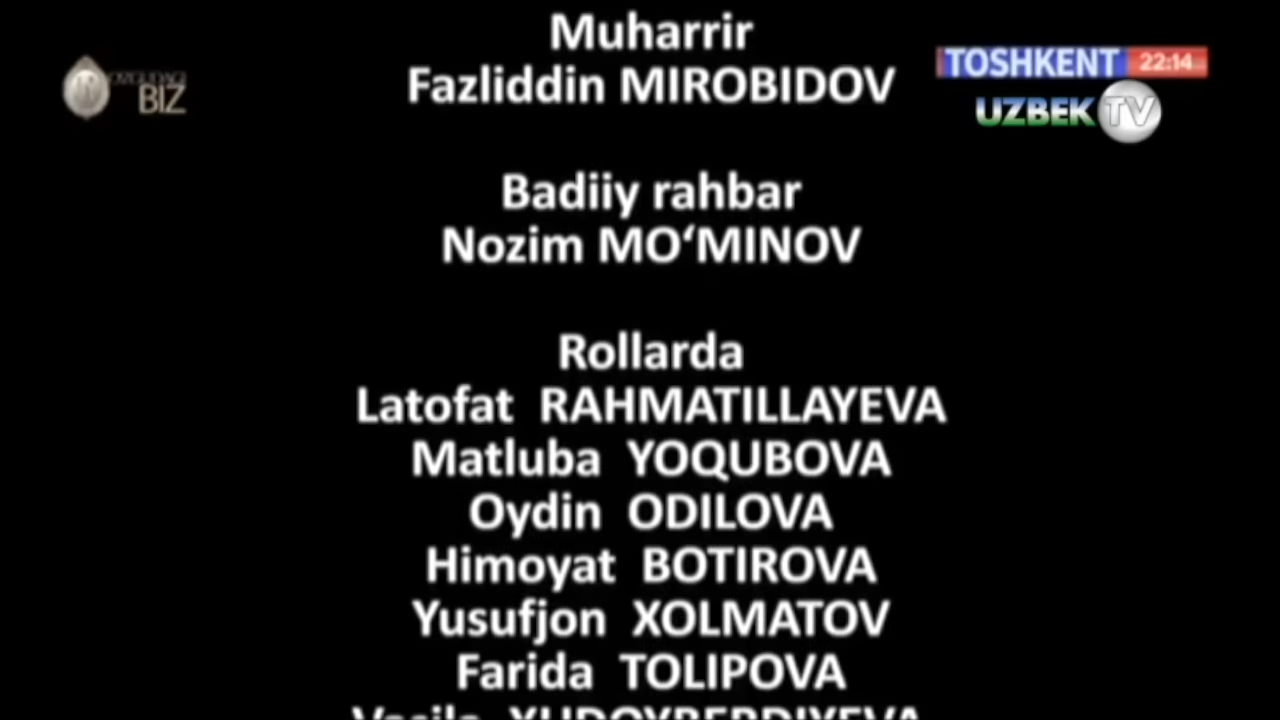 Muharrir
Fazliddin MIROBIDOV
BIZ
TOSHKENT 22:14
UZBEK TV
Badiiy rahbar
Nozim MO‘MINOV
Rollarda
Latofat RAHMATILLAYEVA
Matluba YOQUBOVA
Oydin ODILOVA
Himoyat BOTIROVA
Yusufjon XOLMATOV
Farida TOLIPOVA